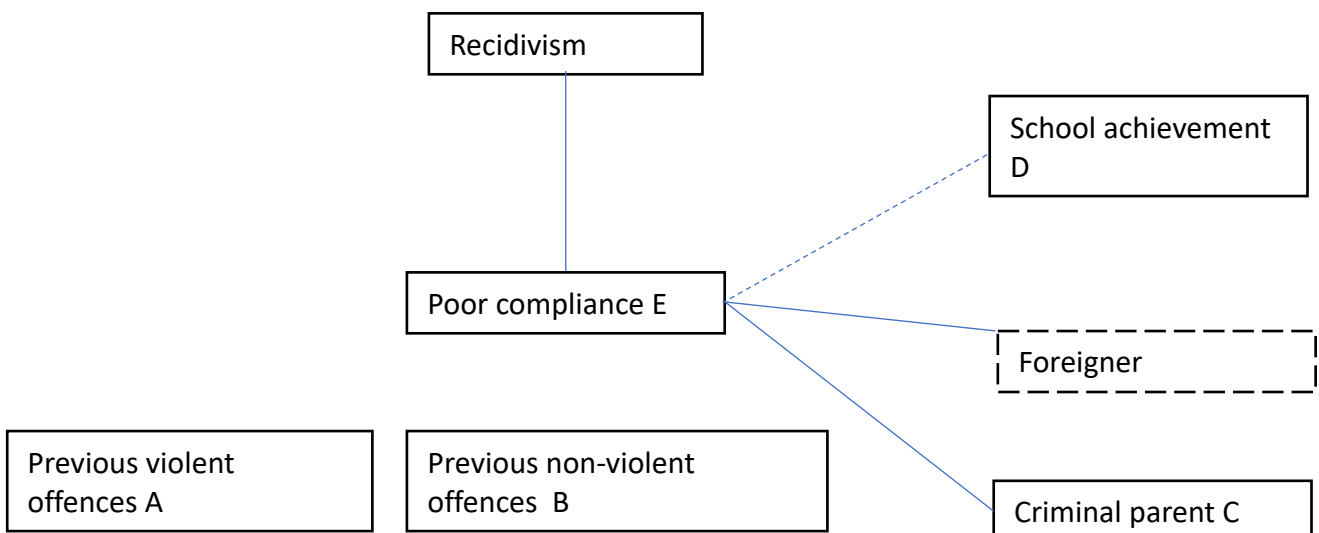 Recidivism
School achievement
D
Poor compliance E
Foreigner
Previous violent
offences A
Previous non-violent
offences  B
Criminal parent C